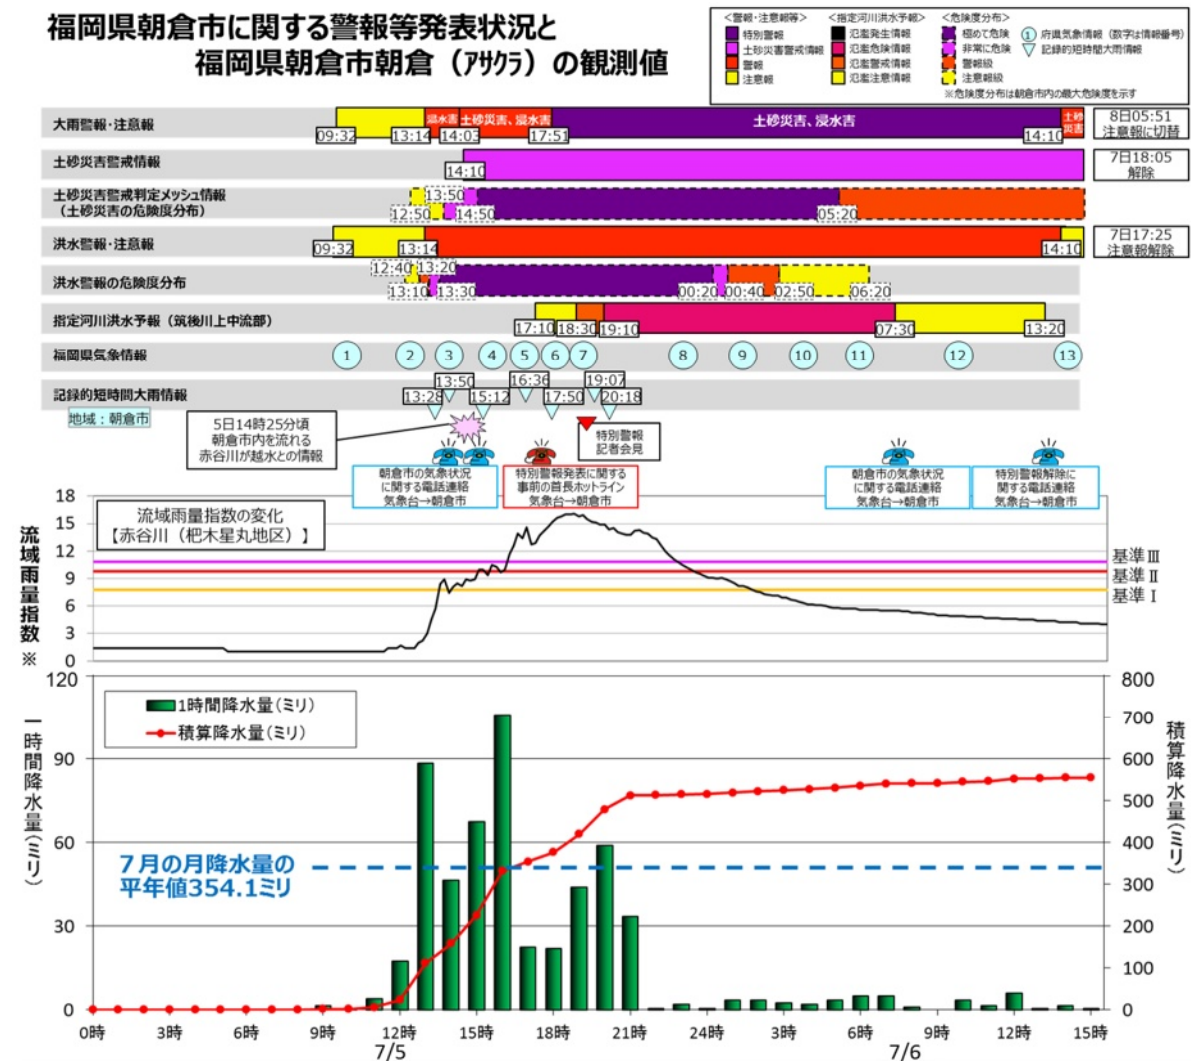 福岡県朝倉市に関する警報等発表状況と
福岡県朝倉市朝倉（アサクラ）の観測値
＜警報・注意報等＞
特別警報
土砂災害警戒情報
警報
注意報
＜指定河川洪水予報＞
氾濫発生情報
氾濫危険情報
氾濫警戒情報
氾濫注意情報
＜危険度分布＞
極めて危険
非常に危険
警報級
注意報級
① 府県気象情報（数字は情報番号）
記録的短時間大雨情報
※危険度分布は朝倉市内の最大危険度を示す
大雨警報・注意報
09:32
13:14
浸水害
14:03
土砂災害、浸水害
17:51
土砂災害、浸水害
14:10
土砂
災害
8日05:51
注意報に切替
土砂災害警戒情報
14:10
7日18:05
解除
土砂災害警戒判定メッシュ情報
（土砂災害の危険度分布）
12:50
13:50
14:50
05:20
洪水警報・注意報
09:32
13:14
14:10
7日17:25
注意報解除
洪水警報の危険度分布
12:40
13:20
13:10
13:30
00:20
00:40
02:50
06:20
指定河川洪水予報（筑後川上中流部）
17:10
18:30
19:10
07:30
13:20
福岡県気象情報
① ② ③ ④ ⑤ ⑥ ⑦ ⑧ ⑨ ⑩ ⑪ ⑫ ⑬
記録的短時間大雨情報
13:28
13:50
15:12
16:36
17:50
19:07
20:18
地域：朝倉市
5日14時25分頃
朝倉市内を流れる
赤谷川が越水との情報
特別警報
記者会見
朝倉市の気象状況
に関する電話連絡
気象台→朝倉市
特別警報発表に関する
事前の首長ホットライン
気象台→朝倉市
朝倉市の気象状況
に関する電話連絡
気象台→朝倉市
特別警報解除に
関する電話連絡
気象台→朝倉市
流域雨量指数※
18
15
12
9
6
3
0
流域雨量指数の変化
【赤谷川（杷木星丸地区）】
基準Ⅲ
基準Ⅱ
基準Ⅰ
一時間降水量（ミリ）
120
90
60
30
0
1時間降水量（ミリ）
積算降水量（ミリ）
７月の月降水量の
平年値354.1ミリ
800
700
600
500
400
300
200
100
0
積算降水量（ミリ）
0時 3時 6時 9時 12時 15時 18時 21時 24時 3時 6時 9時 12時 15時
7/5 7/6